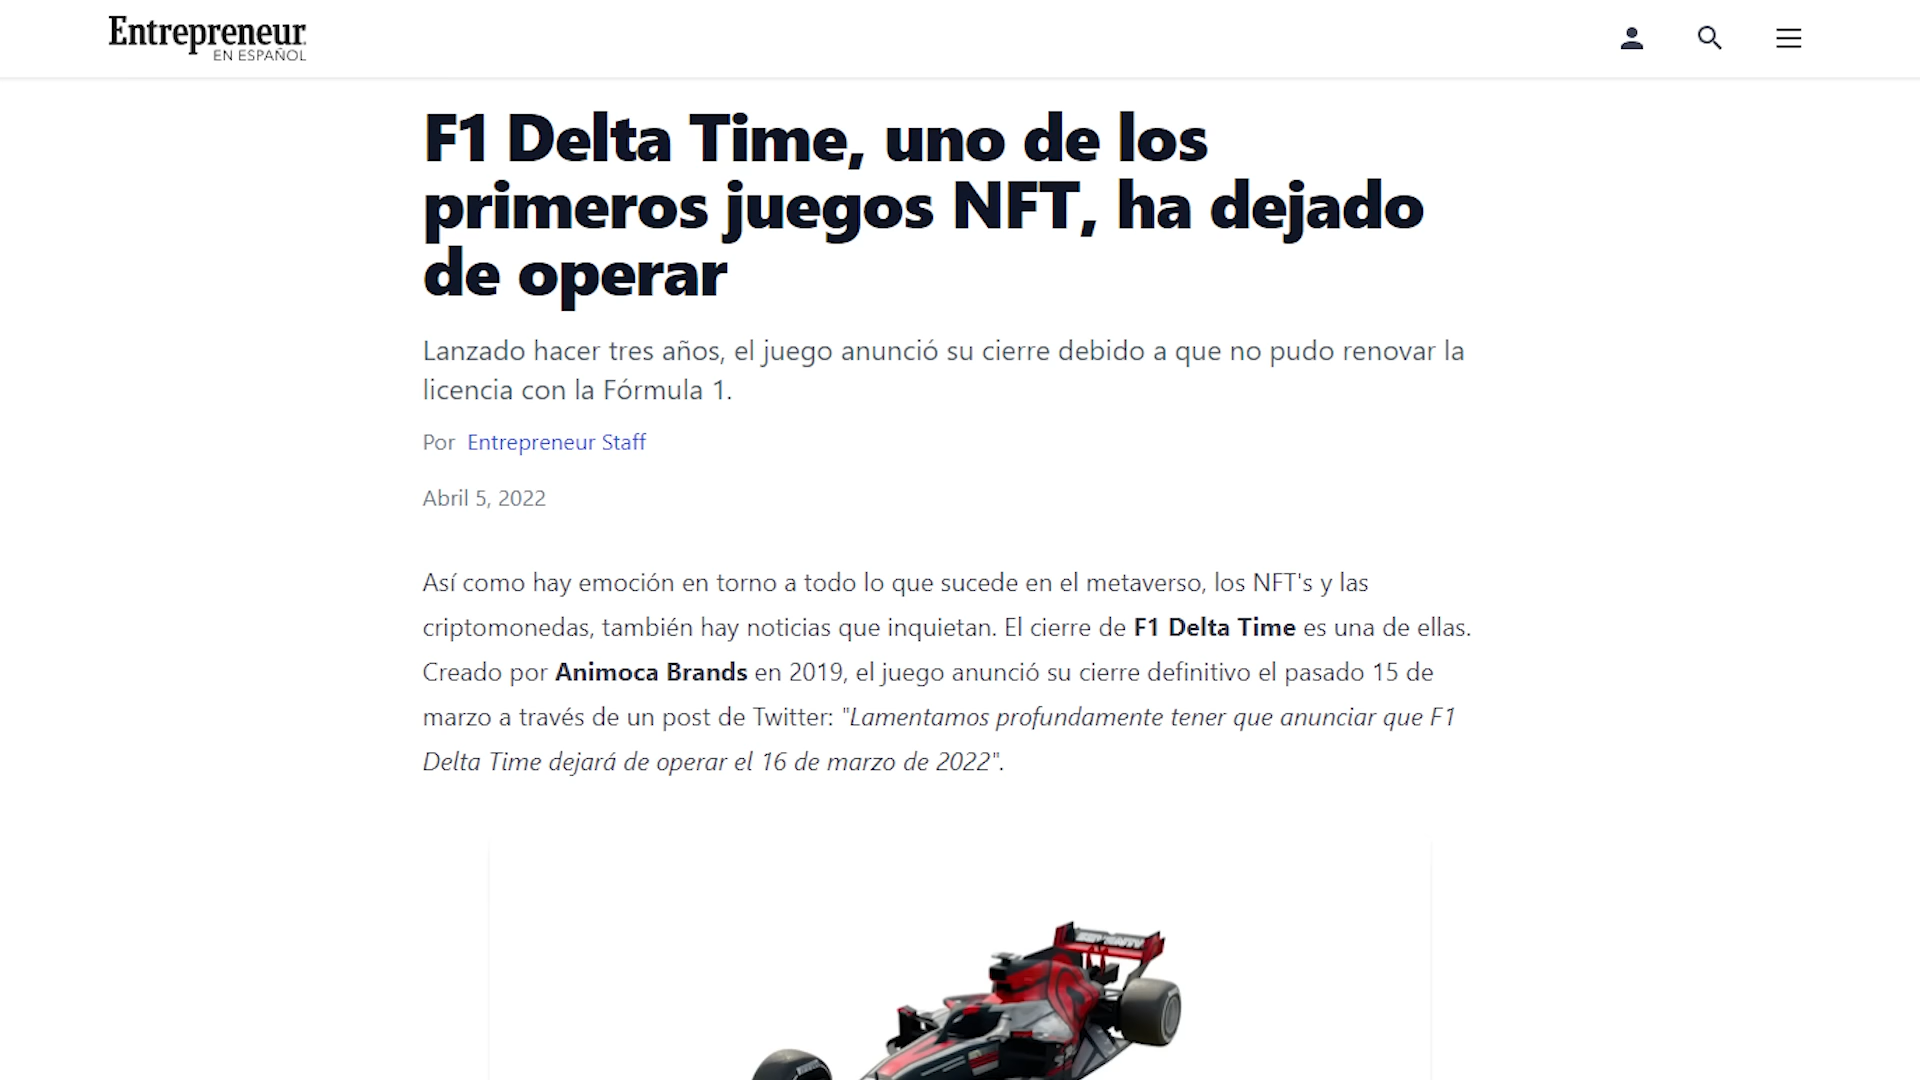 Entrepreneur
EN ESPAÑOL
F1 Delta Time, uno de los
primeros juegos NFT, ha dejado
de operar
Lanzado hacer tres años, el juego anunció su cierre debido a que no pudo renovar la
licencia con la Fórmula 1.
Por Entrepreneur Staff
Abril 5, 2022
Así como hay emoción en torno a todo lo que sucede en el metaverso, los NFT's y las
criptomonedas, también hay noticias que inquietan. El cierre de F1 Delta Time es una de ellas.
Creado por Animoca Brands en 2019, el juego anunció su cierre definitivo el pasado 15 de
marzo a través de un post de Twitter: "Lamentamos profundamente tener que anunciar que F1
Delta Time dejará de operar el 16 de marzo de 2022".